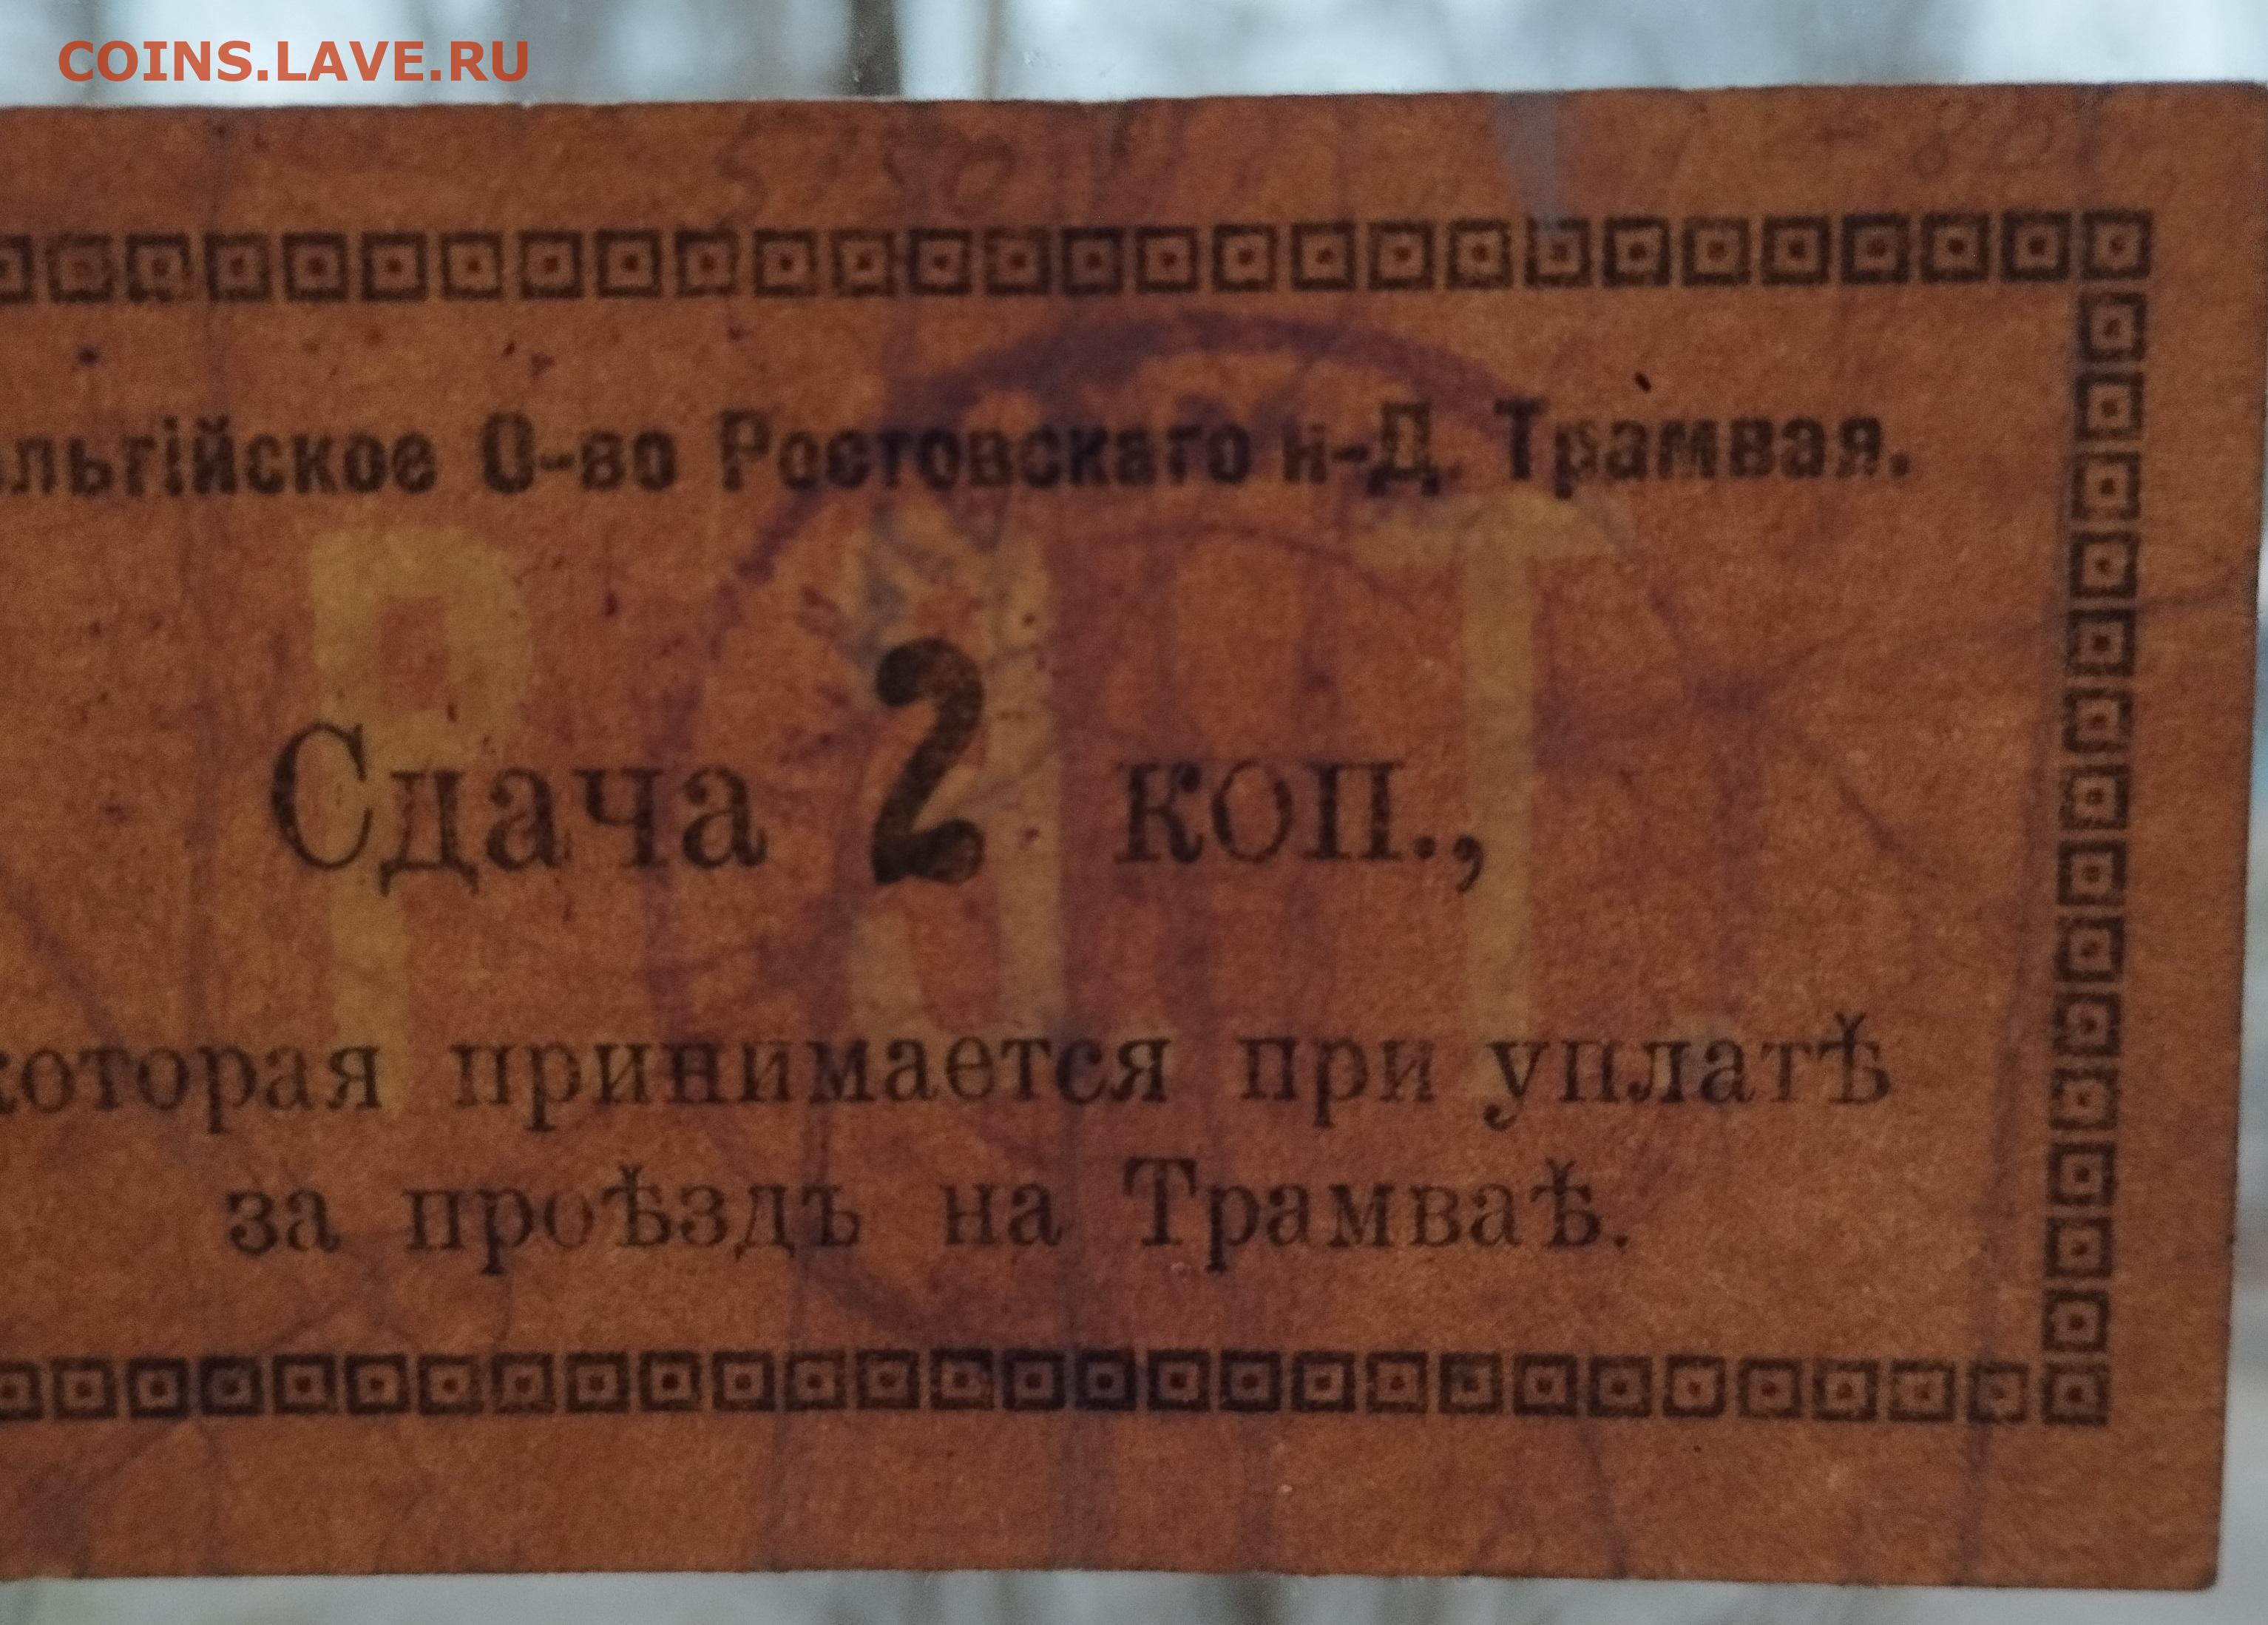 COINS.LAVE.RU
льгійское О-во Ростовскаго н-Д. Трамвая.
Р Я Т
Сдача 2 коп.,
которая принимается при уплатѣ
за проѣздъ на Трамваѣ.